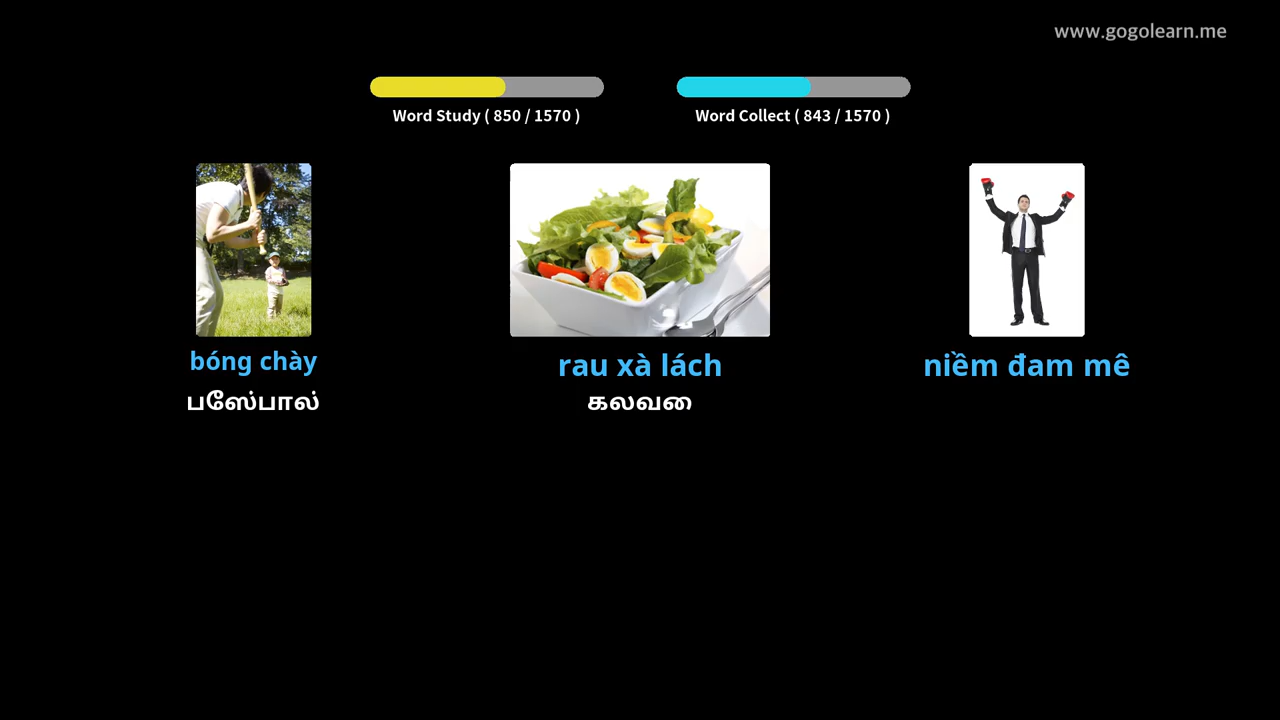 www.gogolearn.me
Word Study ( 850 / 1570 )
Word Collect ( 843 / 1570 )
bóng chày
rau xà lách
niềm đam mê
பஸேபால்
கலவை